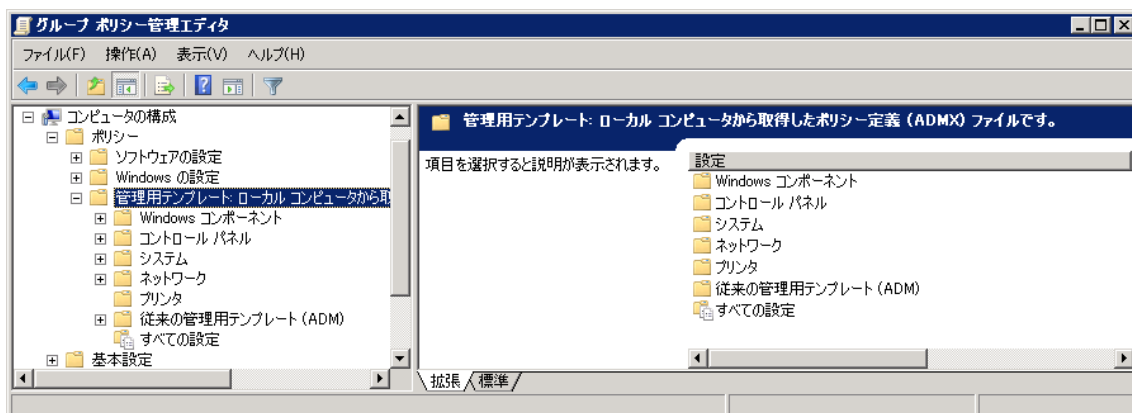 グループ ポリシー管理エディタ
ファイル(F) 操作(A) 表示(V) ヘルプ(H)
コンピュータの構成
ポリシー
ソフトウェアの設定
Windows の設定
管理用テンプレート: ローカル コンピュータから取
Windows コンポーネント
コントロール パネル
システム
ネットワーク
プリンタ
従来の管理用テンプレート (ADM)
すべての設定
基本設定
管理用テンプレート: ローカル コンピュータから取得したポリシー定義 (ADMX) ファイルです。
項目を選択すると説明が表示されます。
設定
Windows コンポーネント
コントロール パネル
システム
ネットワーク
プリンタ
従来の管理用テンプレート (ADM)
すべての設定
拡張 標準